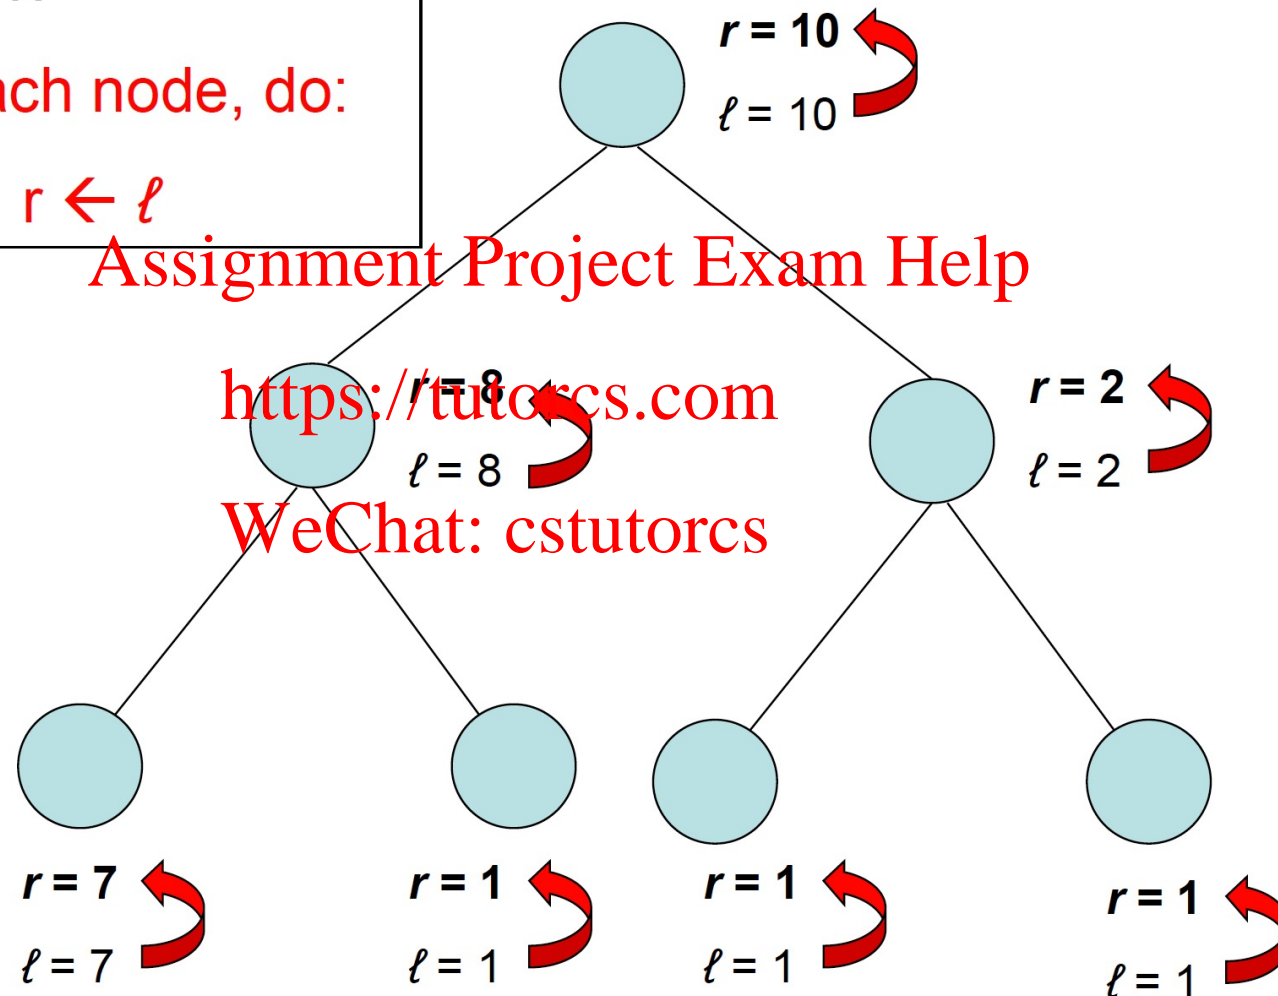 r = 10
ach node, do:
ℓ = 10
r ← ℓ
Assignment Project Exam Help
r = 8
r = 2
https://tutorcs.com
ℓ = 8
ℓ = 2
WeChat: cstutorcs
r = 7
r = 1
r = 1
r = 1
ℓ = 7
ℓ = 1
ℓ = 1
ℓ = 1